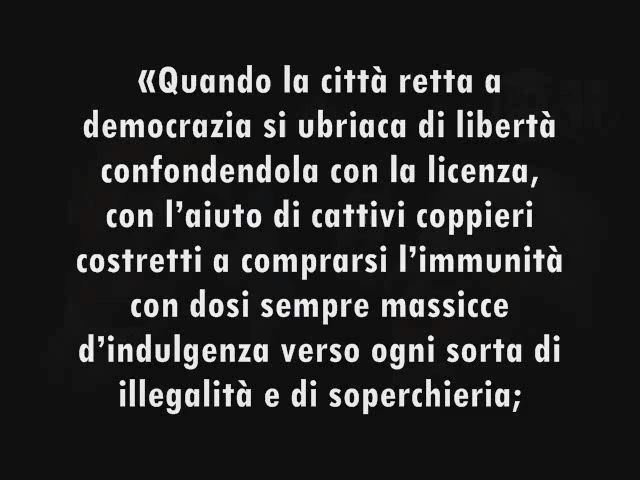 «Quando la città retta a
democrazia si ubriaca di libertà
confondendola con la licenza,
con l'aiuto di cattivi coppieri
costretti a comprarsi l'immunità
con dosi sempre massicce
d'indulgenza verso ogni sorta di
illegalità e di soperchieria;